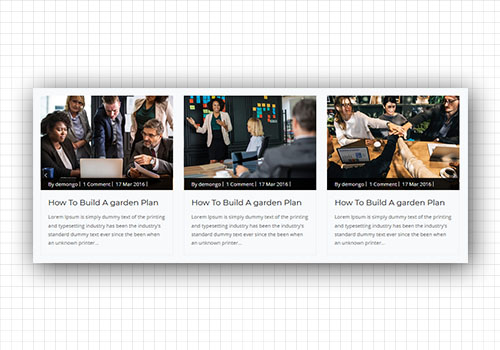 By demongo | 1 Comment | 17 Mar 2016 |
How To Build A garden Plan
Lorem Ipsum is simply dummy text of the printing
and typesetting industry has been the industry's
standard dummy text ever since the been when
an unknown printer...
By demongo | 1 Comment | 17 Mar 2016 |
How To Build A garden Plan
Lorem Ipsum is simply dummy text of the printing
and typesetting industry has been the industry's
standard dummy text ever since the been when
an unknown printer...
By demongo | 1 Comment | 17 Mar 2016 |
How To Build A garden Plan
Lorem Ipsum is simply dummy text of the printing
and typesetting industry has been the industry's
standard dummy text ever since the been when
an unknown printer...